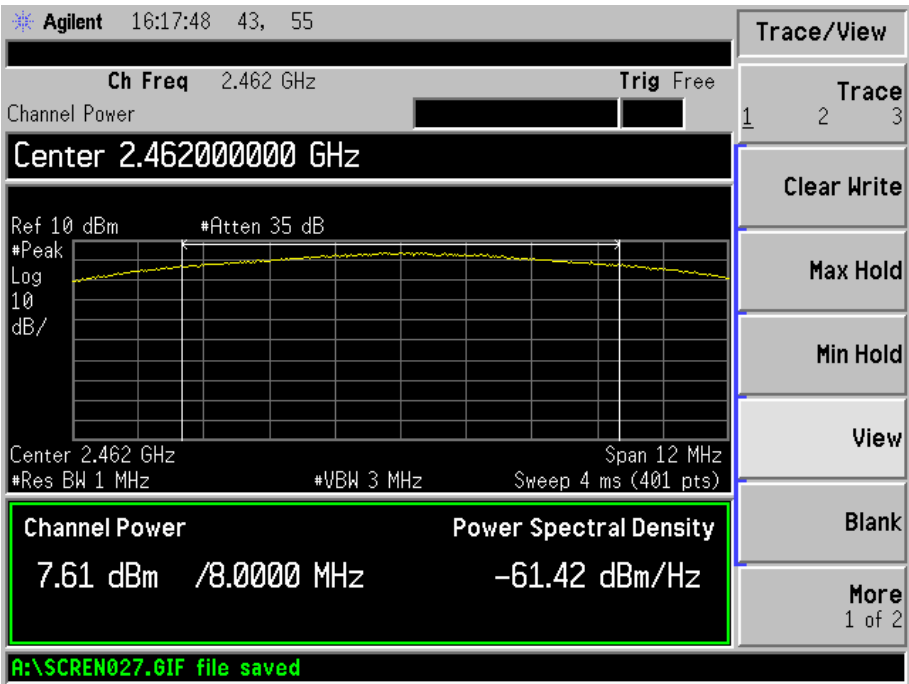 Agilent 16:17:48 43, 55
Trace/View
Ch Freq 2.462 GHz Trig Free
Channel Power
Trace
1 2 3
Center 2.462000000 GHz
Clear Write
Ref 10 dBm #Atten 35 dB
#Peak
Log
10
dB/
Max Hold
Min Hold
View
Center 2.462 GHz Span 12 MHz
#Res BW 1 MHz #VBW 3 MHz Sweep 4 ms (401 pts)
Channel Power Power Spectral Density
7.61 dBm /8.0000 MHz -61.42 dBm/Hz
Blank
More
1 of 2
A:\SCREN027.GIF file saved